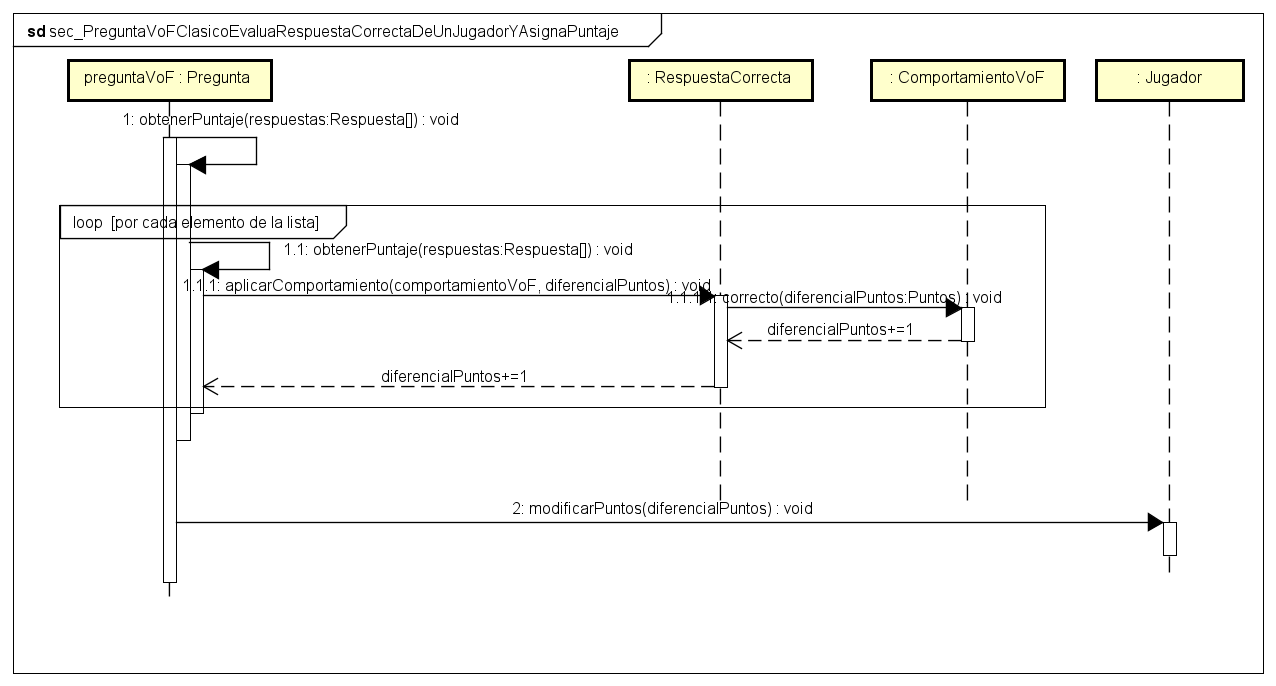 sd sec_PreguntaVoFClasicoEvaluaRespuestaCorrectaDeUnJugadorYAsignaPuntaje
preguntaVoF : Pregunta
: RespuestaCorrecta
: ComportamientoVoF
: Jugador
1: obtenerPuntaje(respuestas:Respuesta[]) : void
loop [por cada elemento de la lista]
1.1: obtenerPuntaje(respuestas:Respuesta[]) : void
1.1.1: aplicarComportamiento(comportamientoVoF, diferencialPuntos) : void
1.1.1.1: correcto(diferencialPuntos:Puntos) : void
diferencialPuntos+=1
diferencialPuntos+=1
2: modificarPuntos(diferencialPuntos) : void